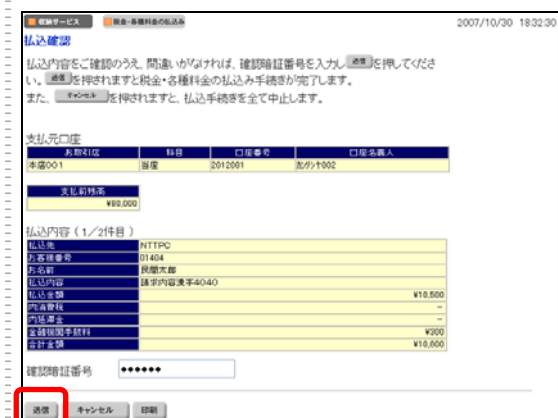 収納サービス 税金・各種料金の払込み 2007/10/30 18:32:30
払込確認
払込内容をご確認のうえ、間違いがなければ、確認暗証番号を入力し 送信 を押してくださ
い。 送信 を押されますと税金・各種料金の払込み手続きが完了します。
また、 キャンセル を押されますと、払込手続きを全て中止します。
支払元口座
お取引店 科目 口座番号 口座名義人
本店001 当座 2012001 002
支払前残高
¥80,000
払込内容(1/2件目)
払込先 NTTPC
お客様番号 01404
お名前 民間太郎
払込内容 請求内容漢字4040
払込金額 ¥10,500
内消費税 -
内延滞金 -
金融機関手数料 ¥300
合計金額 ¥10,800
確認暗証番号 ●●●●●●
送信 キャンセル 印刷